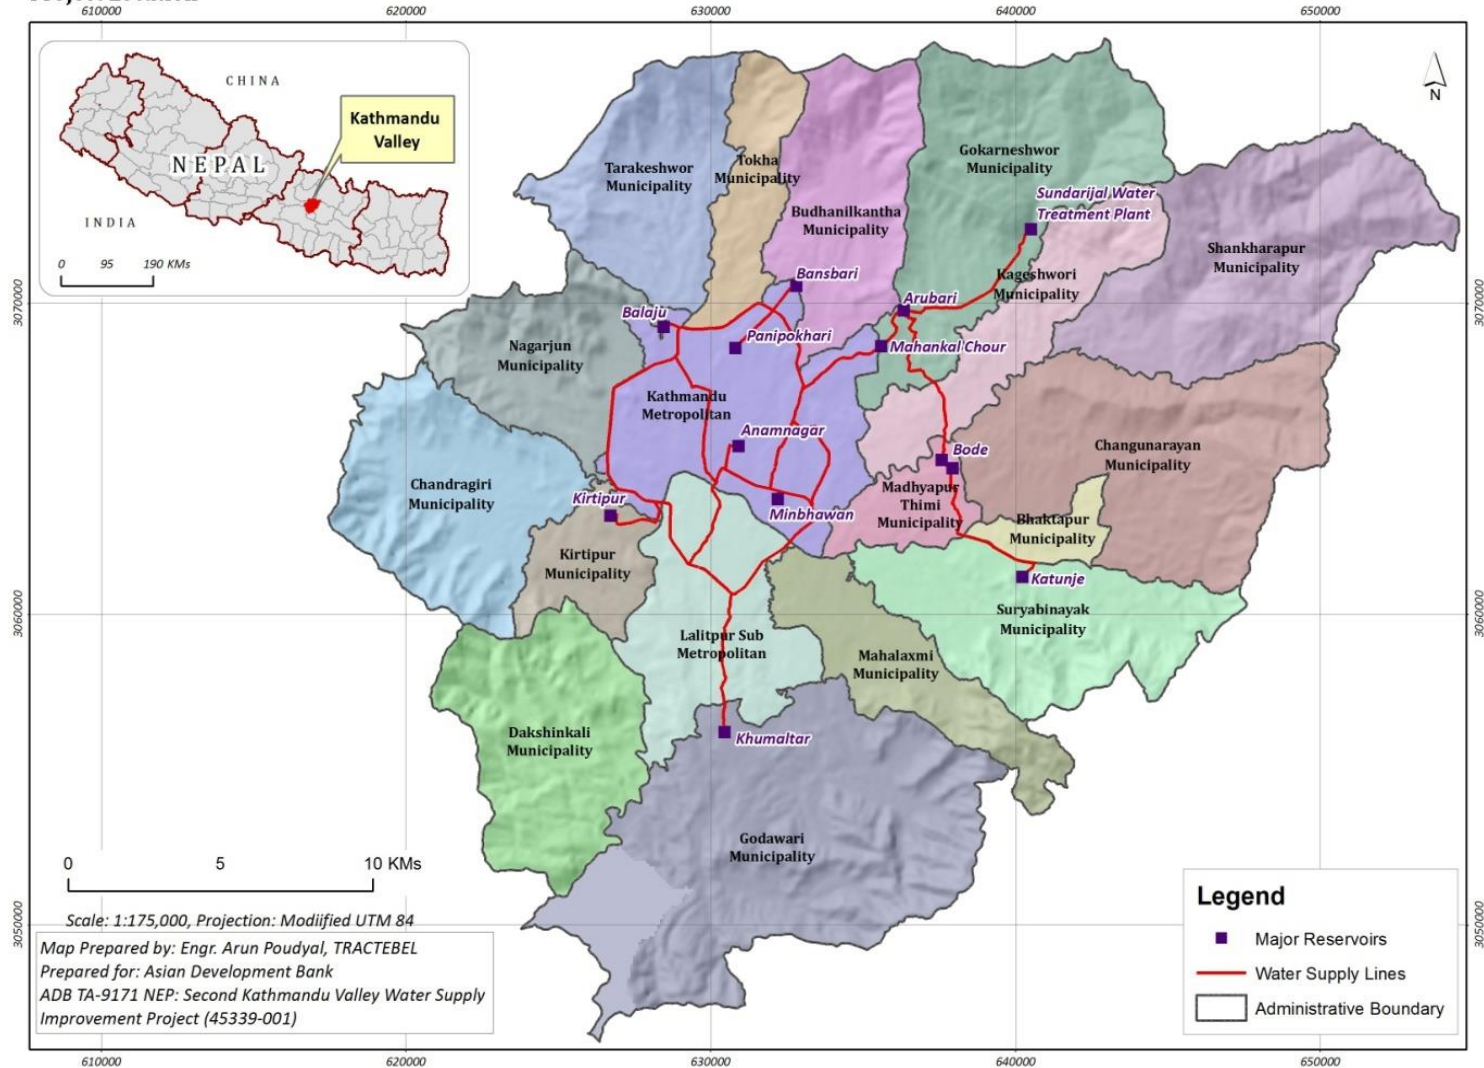 610000
620000
630000
640000
650000
CHINA
Kathmandu
Valley
NEPAL
INDIA
0 95 190 KMs
N
Tarakeshwor
Municipality
Tokha
Municipality
Budhanilkantha
Municipality
Gokarneshwor
Municipality
Sundarijal Water
Treatment Plant
Shankharapur
Municipality
Kageshwori
Municipality
Bansbari
Arubari
3070000
3070000
Balaju
Panipokhari
Mahankal Chour
Nagarjun
Municipality
Kathmandu
Metropolitan
Anamnagar
Bode
Changunarayan
Municipality
Chandragiri
Municipality
Kirtipur
Minbhawan
Madhyapur
Thimi
Municipality
Bhaktapur
Municipality
Kirtipur
Municipality
Katunje
Suryabinayak
Municipality
3060000
3060000
Lalitpur Sub
Metropolitan
Mahalaxmi
Municipality
Dakshinkali
Municipality
Khumaltar
Godawari
Municipality
0 5 10 KMs
Scale: 1:175,000, Projection: Modiified UTM 84
3050000
3050000
Map Prepared by: Engr. Arun Poudyal, TRACTEBEL
Prepared for: Asian Development Bank
ADB TA-9171 NEP: Second Kathmandu Valley Water Supply
Improvement Project (45339-001)
Legend
Major Reservoirs
Water Supply Lines
Administrative Boundary
610000
620000
630000
640000
650000